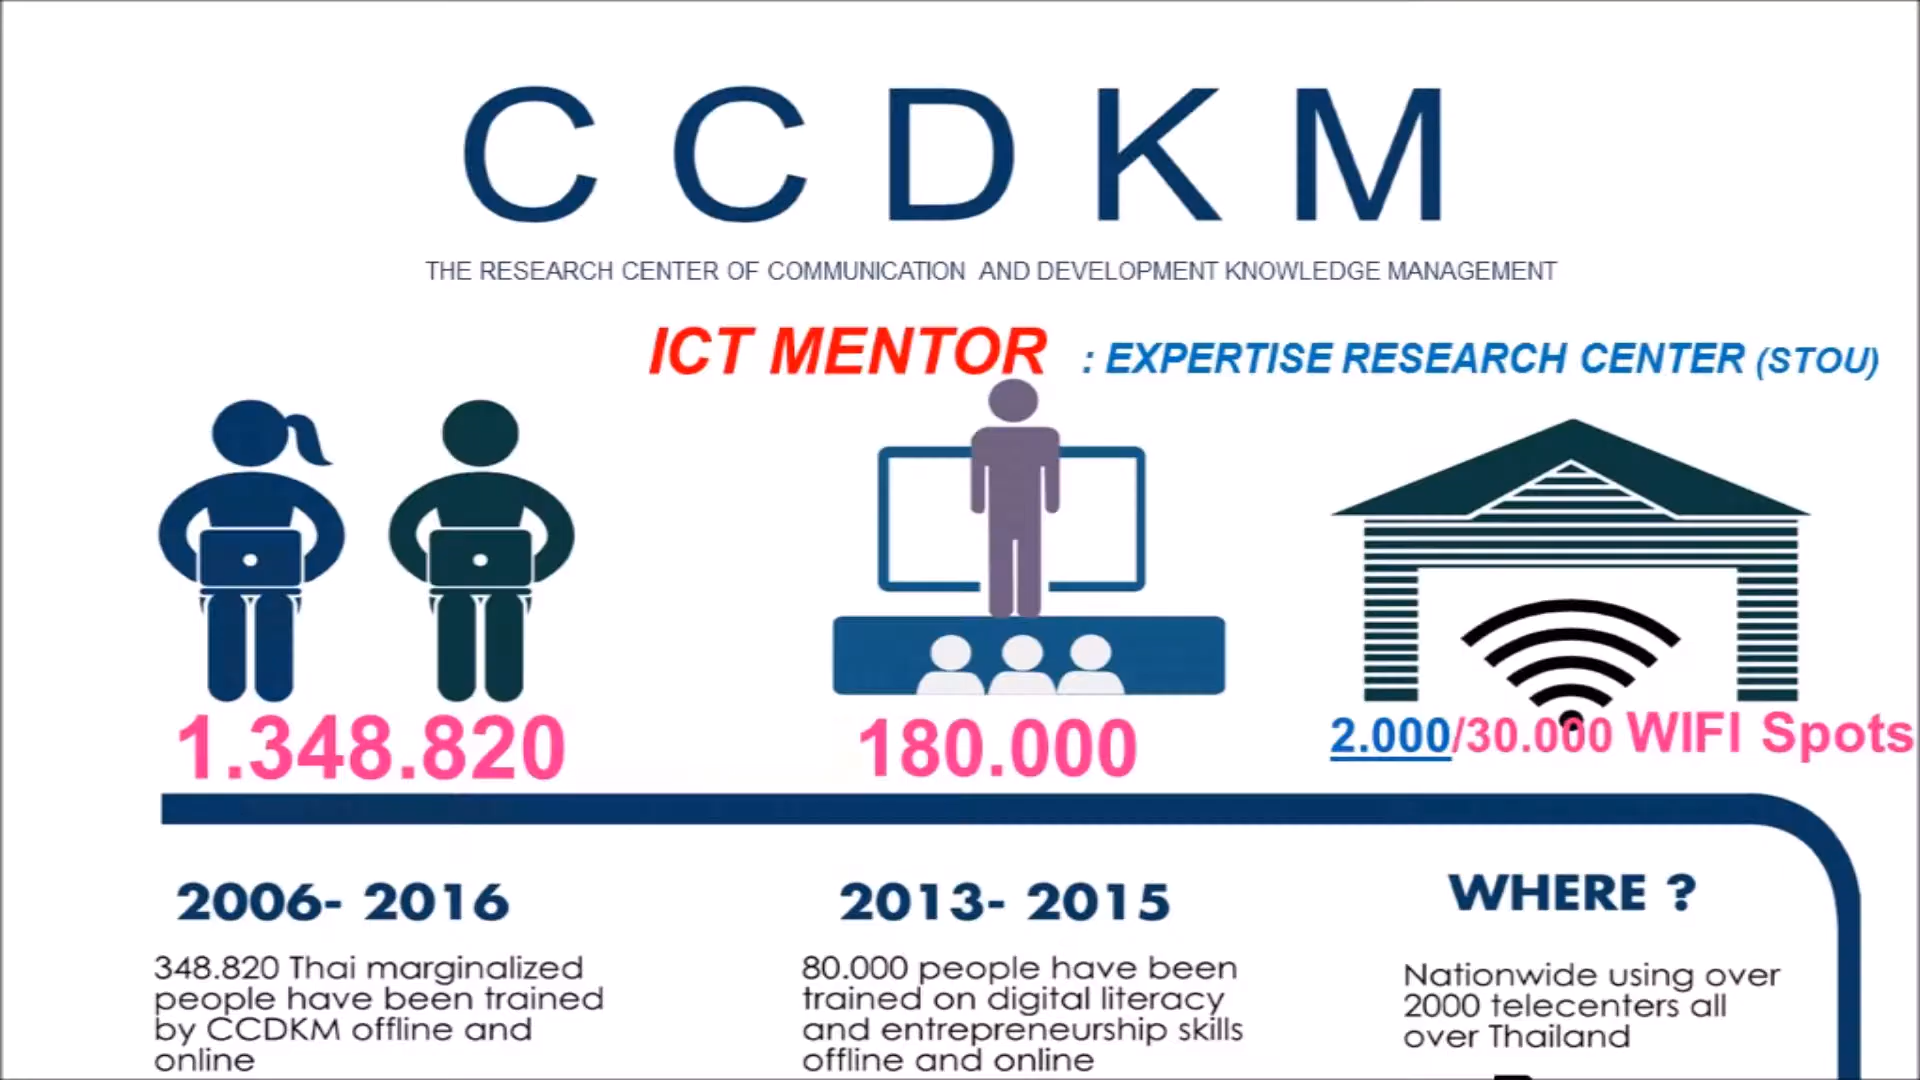 C C D K M
THE RESEARCH CENTER OF COMMUNICATION AND DEVELOPMENT KNOWLEDGE MANAGEMENT
ICT MENTOR : EXPERTISE RESEARCH CENTER (STOU)
1.348.820
180.000
2.000/30.000 WIFI Spots
2006- 2016
348.820 Thai marginalized
people have been trained
by CCDKM offline and
online
2013- 2015
80.000 people have been
trained on digital literacy
and entrepreneurship skills
offline and online
WHERE ?
Nationwide using over
2000 telecenters all
over Thailand